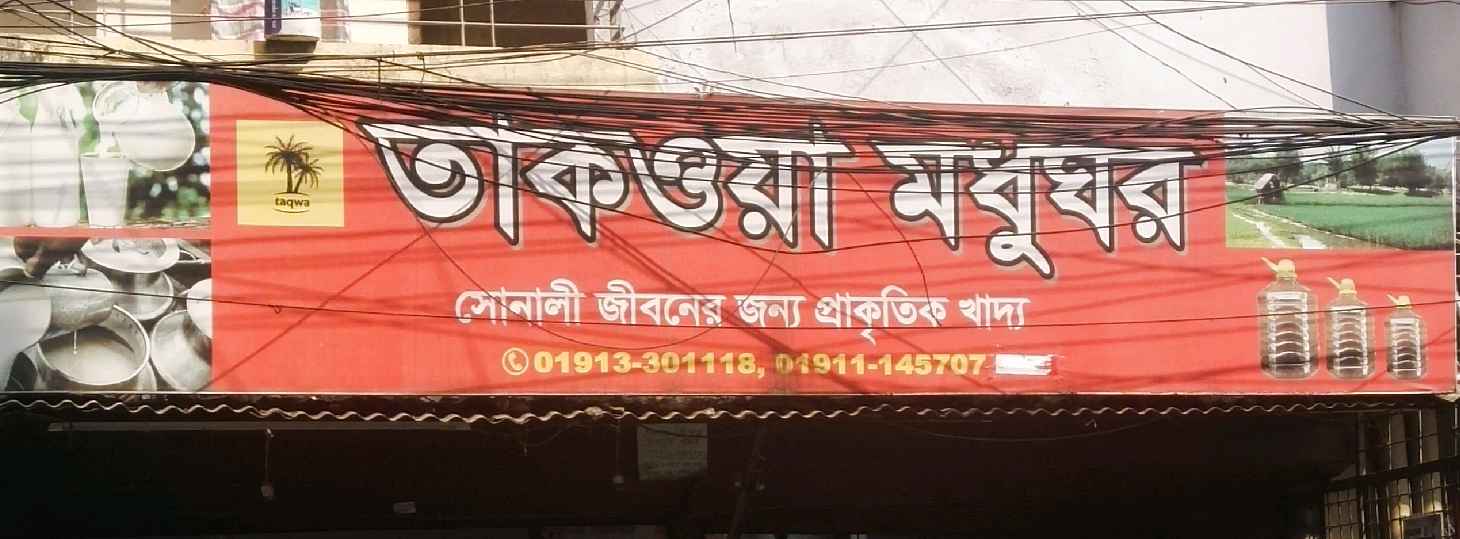 taqwa
তাকওয়া মধুঘর
সোনালী জীবনের জন্য প্রাকৃতিক খাদ্য
01913-301118, 01911-145707